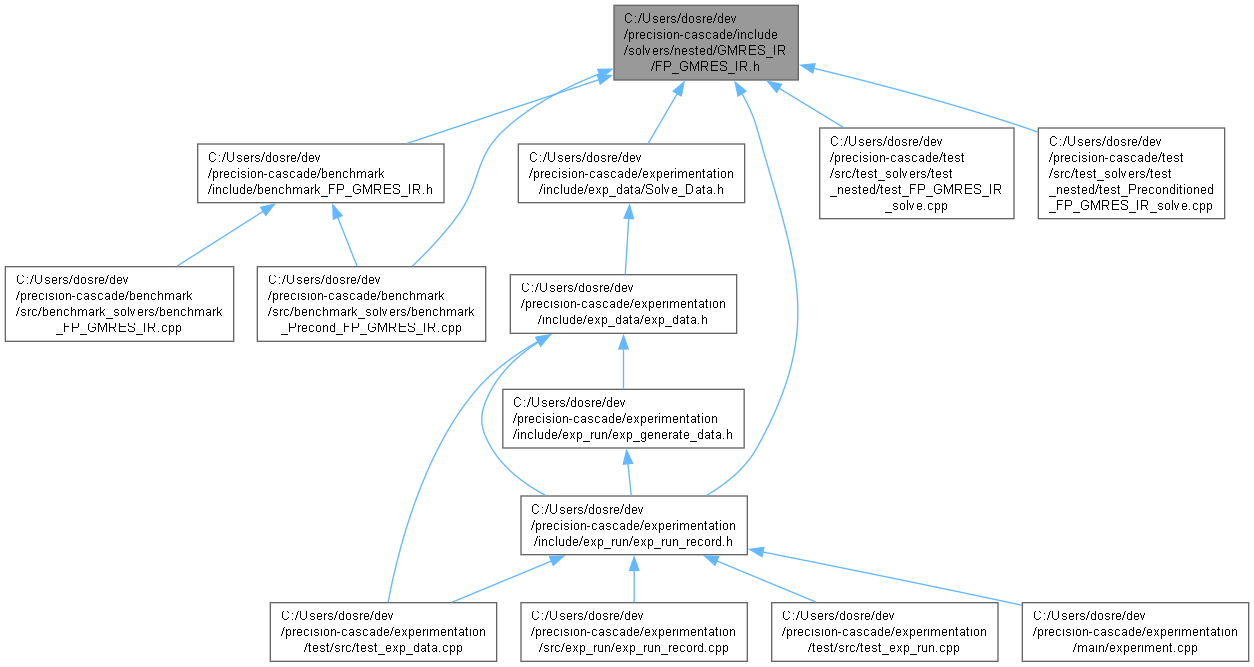 C:/Users/dosre/dev
/precision-cascade/include
/solvers/nested/GMRES_IR
/FP_GMRES_IR.h
C:/Users/dosre/dev
/precision-cascade/benchmark
/include/benchmark_FP_GMRES_IR.h
C:/Users/dosre/dev
/precision-cascade/experimentation
/include/exp_data/Solve_Data.h
C:/Users/dosre/dev
/precision-cascade/test
/src/test_solvers/test
_nested/test_FP_GMRES_IR
_solve.cpp
C:/Users/dosre/dev
/precision-cascade/test
/src/test_solvers/test
_nested/test_Preconditioned
_FP_GMRES_IR_solve.cpp
C:/Users/dosre/dev
/precision-cascade/benchmark
/src/benchmark_solvers/benchmark
_FP_GMRES_IR.cpp
C:/Users/dosre/dev
/precision-cascade/benchmark
/src/benchmark_solvers/benchmark
_Precond_FP_GMRES_IR.cpp
C:/Users/dosre/dev
/precision-cascade/experimentation
/include/exp_data/exp_data.h
C:/Users/dosre/dev
/precision-cascade/experimentation
/include/exp_run/exp_generate_data.h
C:/Users/dosre/dev
/precision-cascade/experimentation
/include/exp_run/exp_run_record.h
C:/Users/dosre/dev
/precision-cascade/experimentation
/test/src/test_exp_data.cpp
C:/Users/dosre/dev
/precision-cascade/experimentation
/src/exp_run/exp_run_record.cpp
C:/Users/dosre/dev
/precision-cascade/experimentation
/test/src/test_exp_run.cpp
C:/Users/dosre/dev
/precision-cascade/experimentation
/main/experiment.cpp